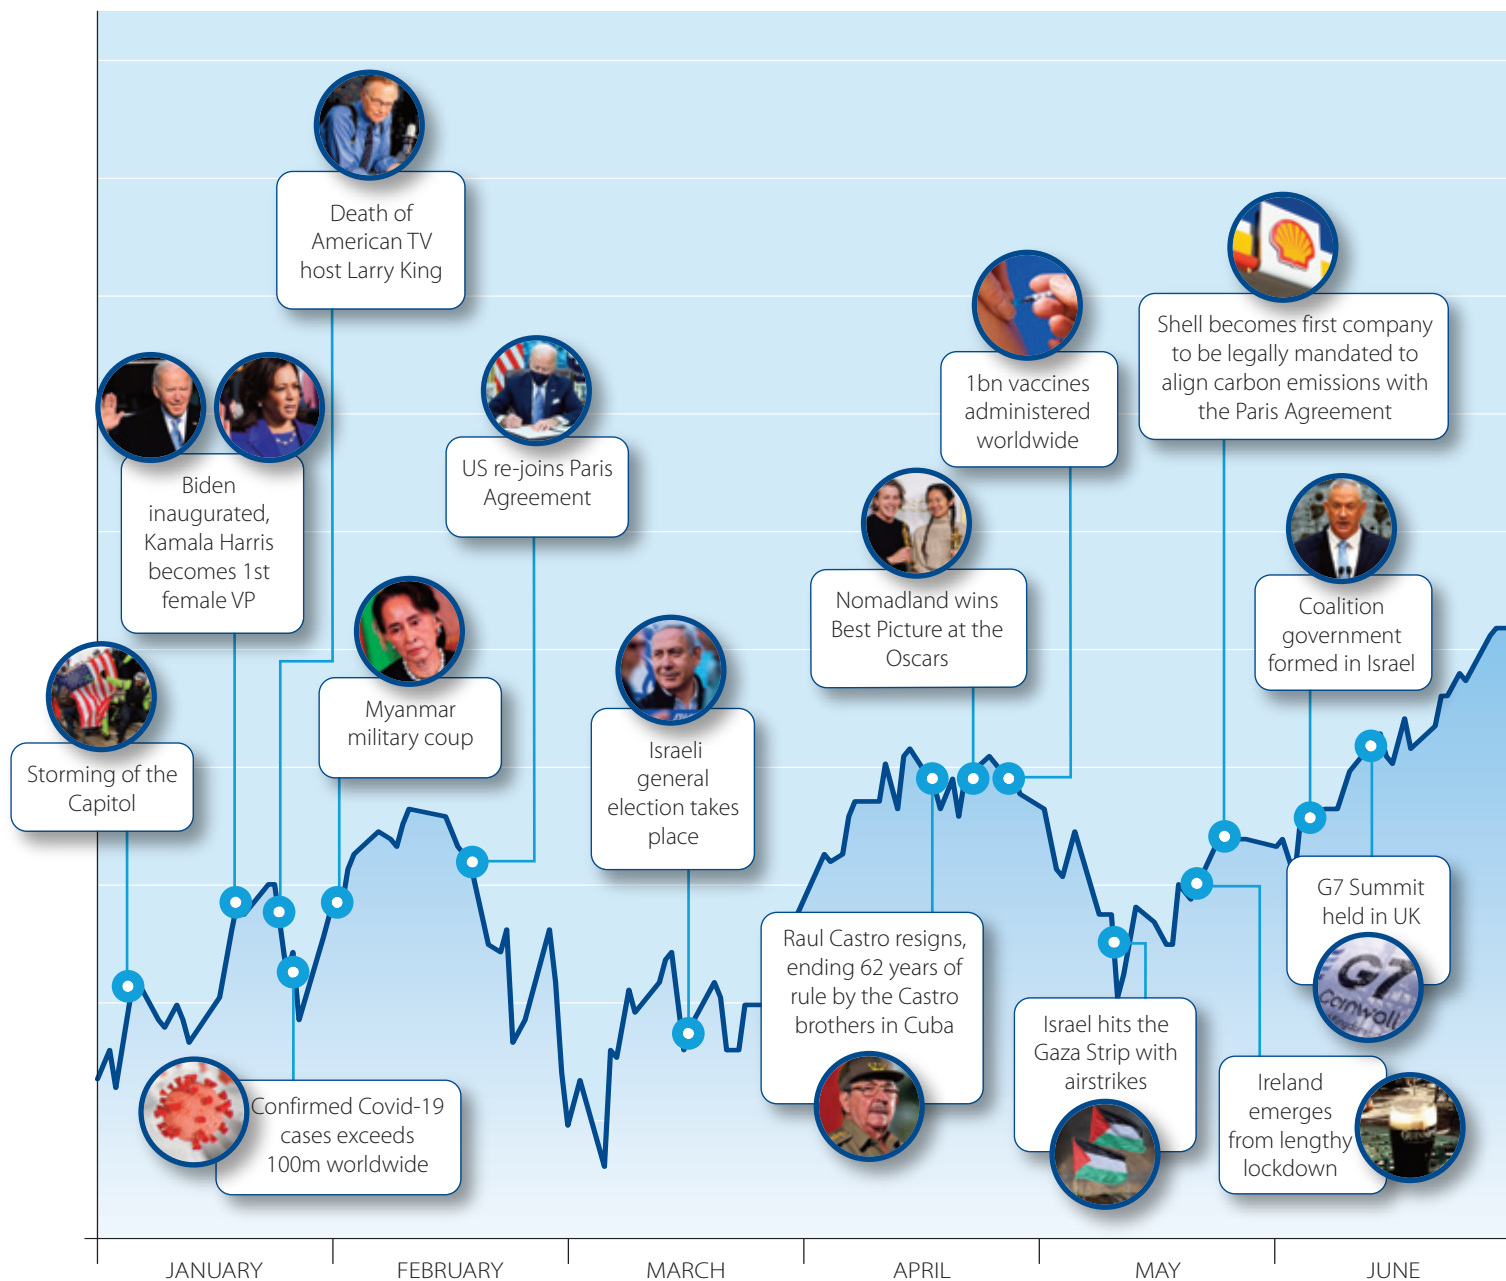 Death of
American TV
host Larry King
Shell becomes first company
to be legally mandated to
align carbon emissions with
the Paris Agreement
1bn vaccines
administered
worldwide
US re-joins Paris
Agreement
Biden
inaugurated,
Kamala Harris
becomes 1st
female VP
Nomadland wins
Best Picture at the
Oscars
Coalition
government
formed in Israel
Myanmar
military coup
Israeli
general
election takes
place
Storming of the
Capitol
G7 Summit
held in UK
G7
Cornwall
Raul Castro resigns,
ending 62 years of
rule by the Castro
brothers in Cuba
Israel hits the
Gaza Strip with
airstrikes
Ireland
emerges
from lengthy
lockdown
Confirmed Covid-19
cases exceeds
100m worldwide
JANUARY
FEBRUARY
MARCH
APRIL
MAY
JUNE